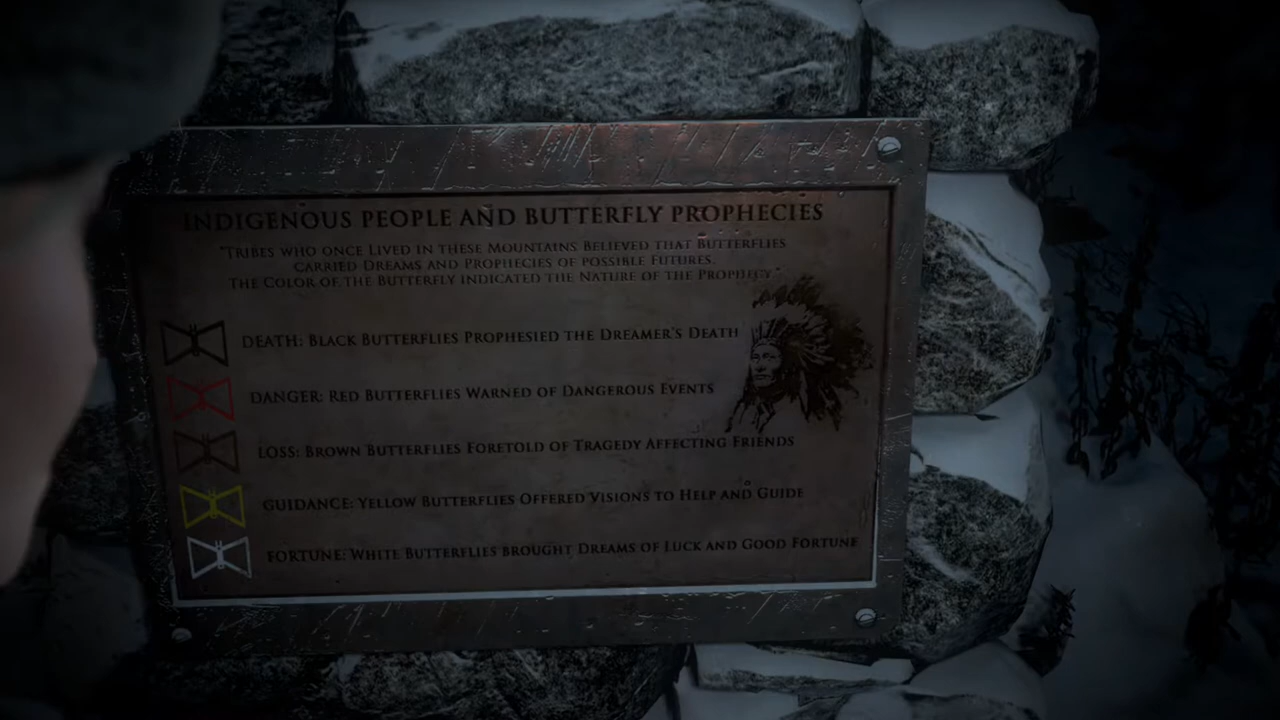 INDIGENOUS PEOPLE AND BUTTERFLY PROPHECIES
"TRIBES WHO ONCE LIVED IN THESE MOUNTAINS BELIEVED THAT BUTTERFLIES
CARRIED DREAMS AND PROPHECIES OF POSSIBLE FUTURES.
THE COLOR OF THE BUTTERFLY INDICATED THE NATURE OF THE PROPHECY"
DEATH: BLACK BUTTERFLIES PROPHESIED THE DREAMER'S DEATH
DANGER: RED BUTTERFLIES WARNED OF DANGEROUS EVENTS
LOSS: BROWN BUTTERFLIES FORETOLD OF TRAGEDY AFFECTING FRIENDS
GUIDANCE: YELLOW BUTTERFLIES OFFERED VISIONS TO HELP AND GUIDE
FORTUNE: WHITE BUTTERFLIES BROUGHT DREAMS OF LUCK AND GOOD FORTUNE